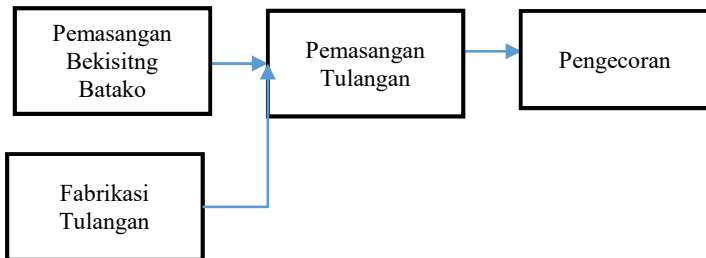 Pemasangan
Bekisitng
Batako
Pemasangan
Tulangan
Pengecoran
Fabrikasi
Tulangan